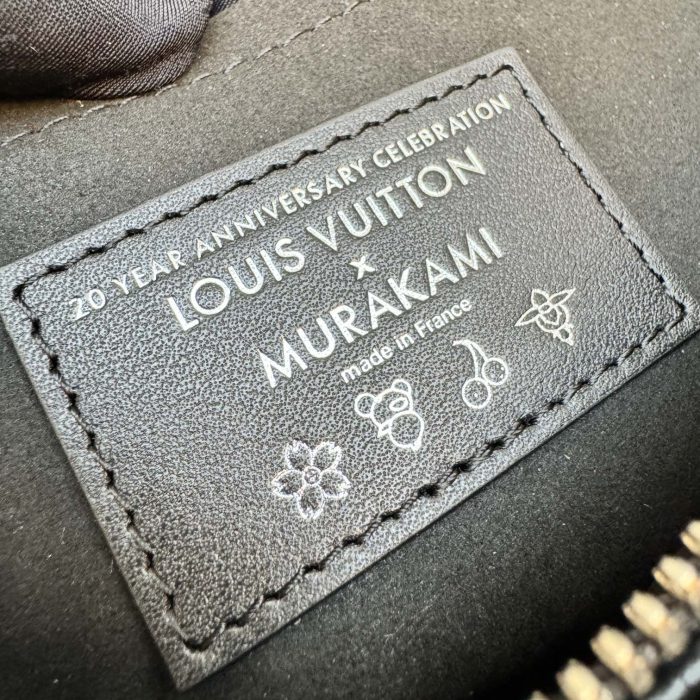 20 YEAR ANNIVERSARY CELEBRATION
LOUIS VUITTON
x
MURAKAMI
made in France